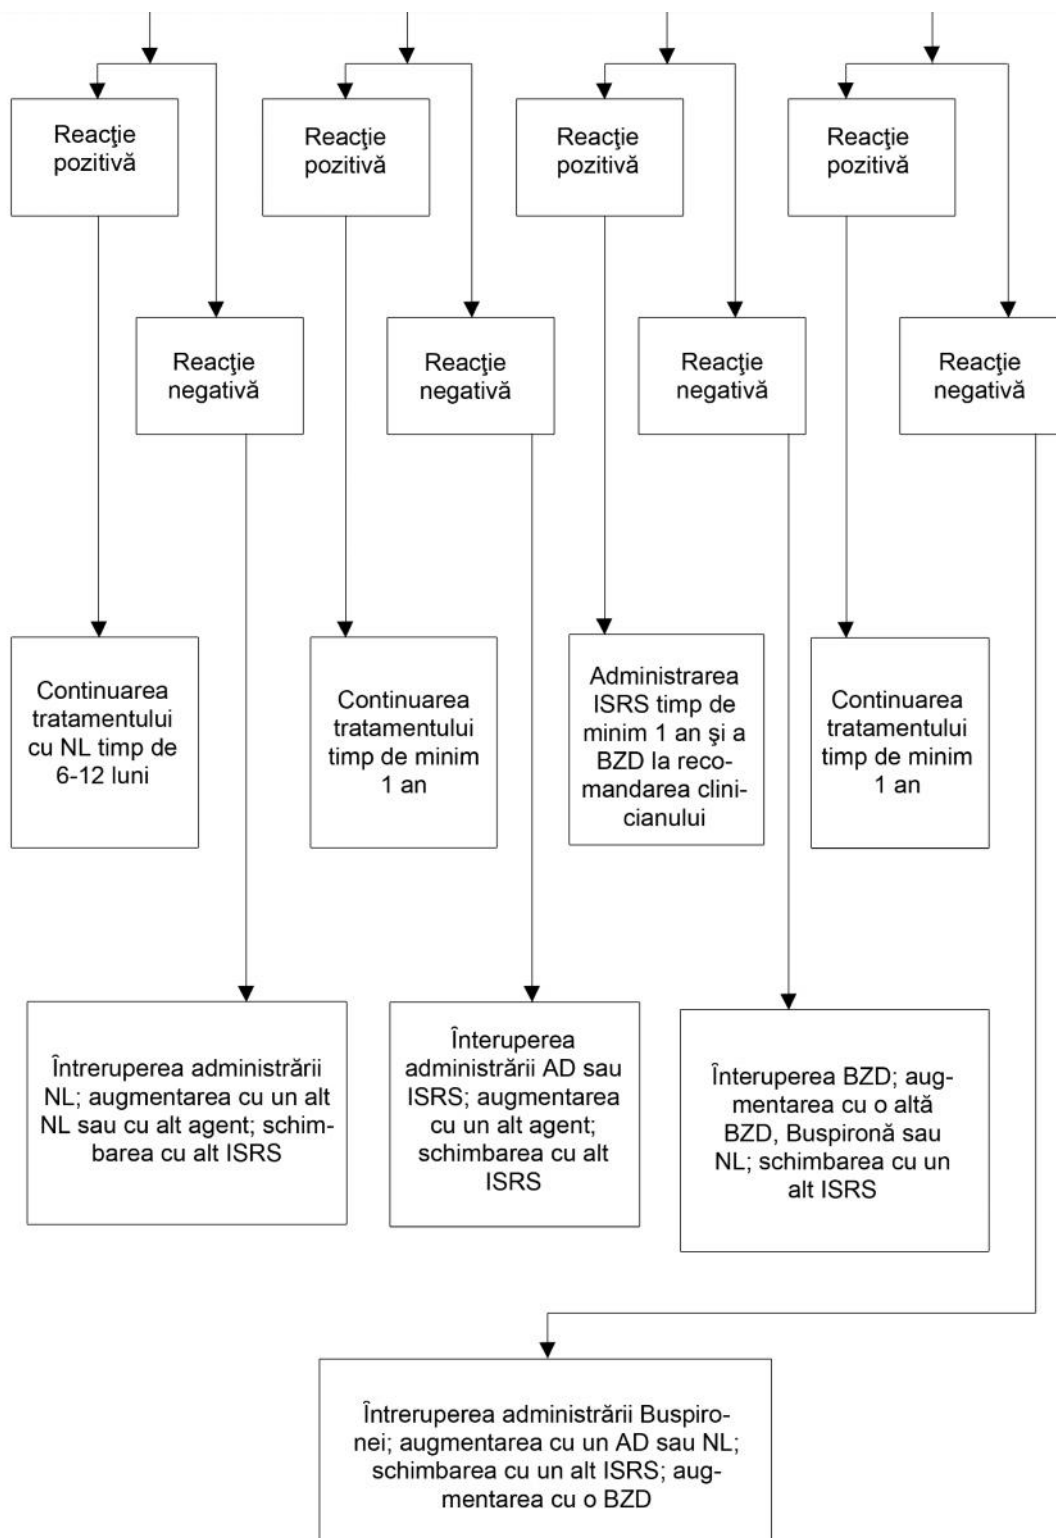 Reacţie
pozitivă
Reacţie
pozitivă
Reacţie
pozitivă
Reacţie
pozitivă
Reacţie
negativă
Reacţie
negativă
Reacţie
negativă
Reacţie
negativă
Continuarea
tratamentului
cu NL timp de
6-12 luni
Continuarea
tratamentului
timp de minim
1 an
Administrarea
ISRS timp de
minim 1 an şi a
BZD la reco-
mandarea clini-
cianului
Continuarea
tratamentului
timp de minim
1 an
Întreruperea administrării
NL; augmentarea cu un alt
NL sau cu alt agent; schim-
barea cu alt ISRS
Înteruperea
administrării AD sau
ISRS; augmentarea
cu un alt agent;
schimbarea cu alt
ISRS
Înteruperea BZD; aug-
mentarea cu o altă
BZD, Buspironă sau
NL; schimbarea cu un
alt ISRS
Întreruperea administrării Buspiro-
nei; augmentarea cu un AD sau NL;
schimbarea cu un alt ISRS; aug-
mentarea cu o BZD